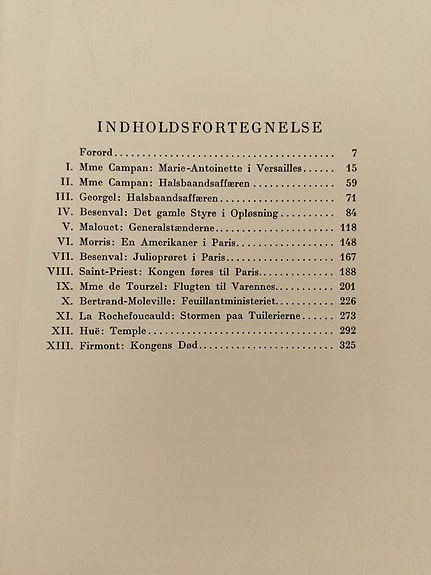 INDHOLDSFORTEGNELSE
Forord.................................... 7
I. Mme Campan: Marie-Antoinette i Versailles...... 15
II. Mme Campan: Halsbaandsaffæren.............. 59
III. Georgel: Halsbaandsaffæren................... 71
IV. Besenval: Det gamle Styre i Opløsning......... 84
V. Malouet: Generalstænderne................... 118
VI. Morris: En Amerikaner i Paris................ 148
VII. Besenval: Julioprøret i Paris.................. 167
VIII. Saint-Priest: Kongen føres til Paris............ 188
IX. Mme de Tourzel: Flugten til Varennes......... 201
X. Bertrand-Moleville: Feuillantministeriet......... 226
XI. La Rochefoucauld: Stormen paa Tuilerierne...... 273
XII. Huë: Temple............................... 292
XIII. Firmont: Kongens Død...................... 325